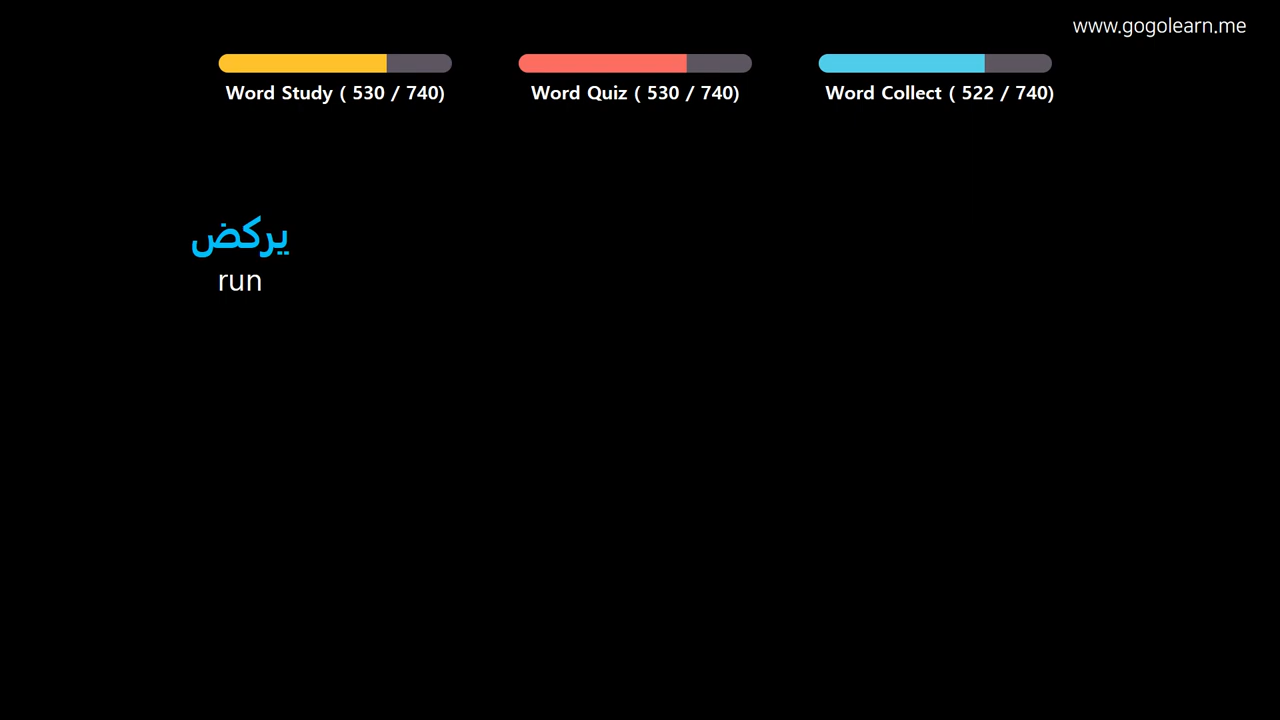 www.gogolearn.me
Word Study ( 530 / 740)
Word Quiz ( 530 / 740)
Word Collect ( 522 / 740)
يركض
run